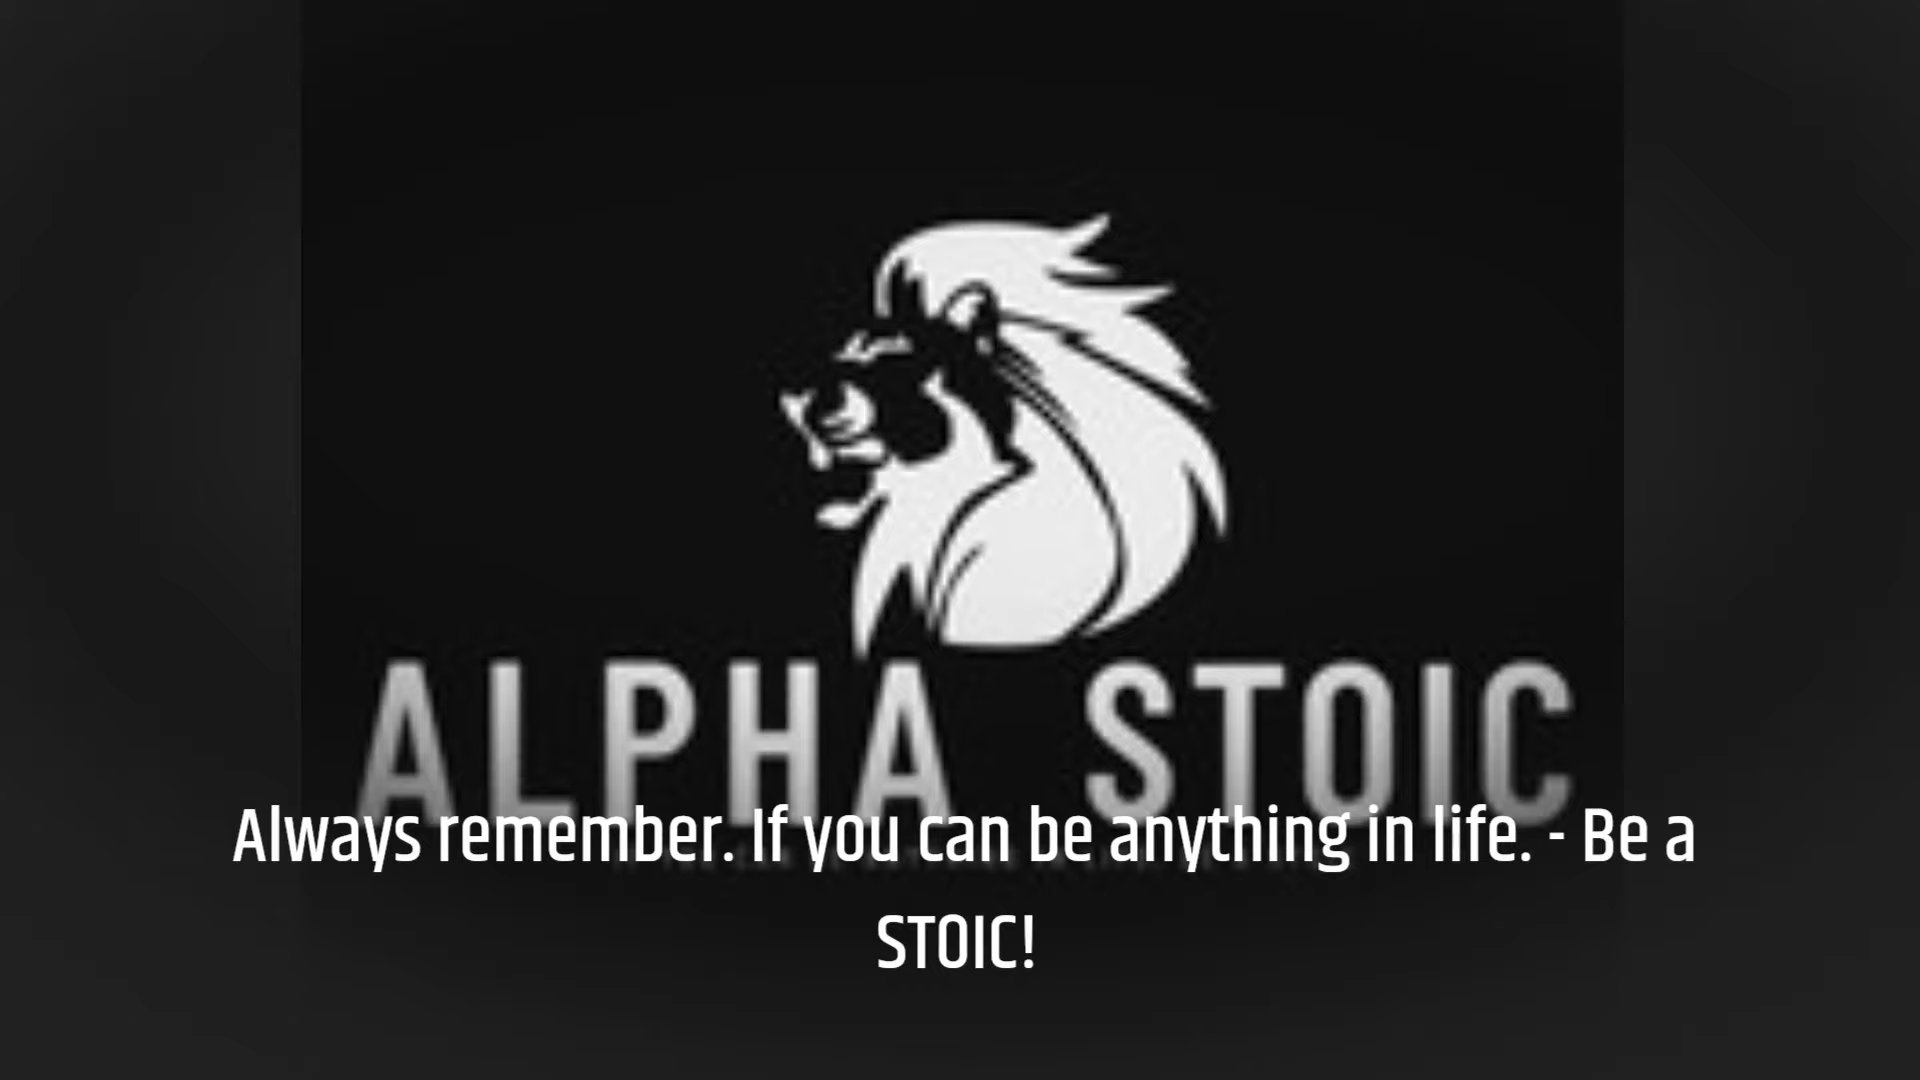 ALPHA STOIC
Always remember. If you can be anything in life. - Be a
STOIC!